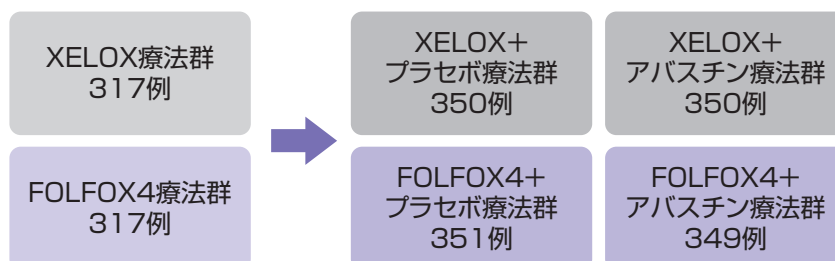 XELOX療法群
317例
FOLFOX4療法群
317例
XELOX+
プラセボ療法群
350例
XELOX+
アバスチン療法群
350例
FOLFOX4+
プラセボ療法群
351例
FOLFOX4+
アバスチン療法群
349例